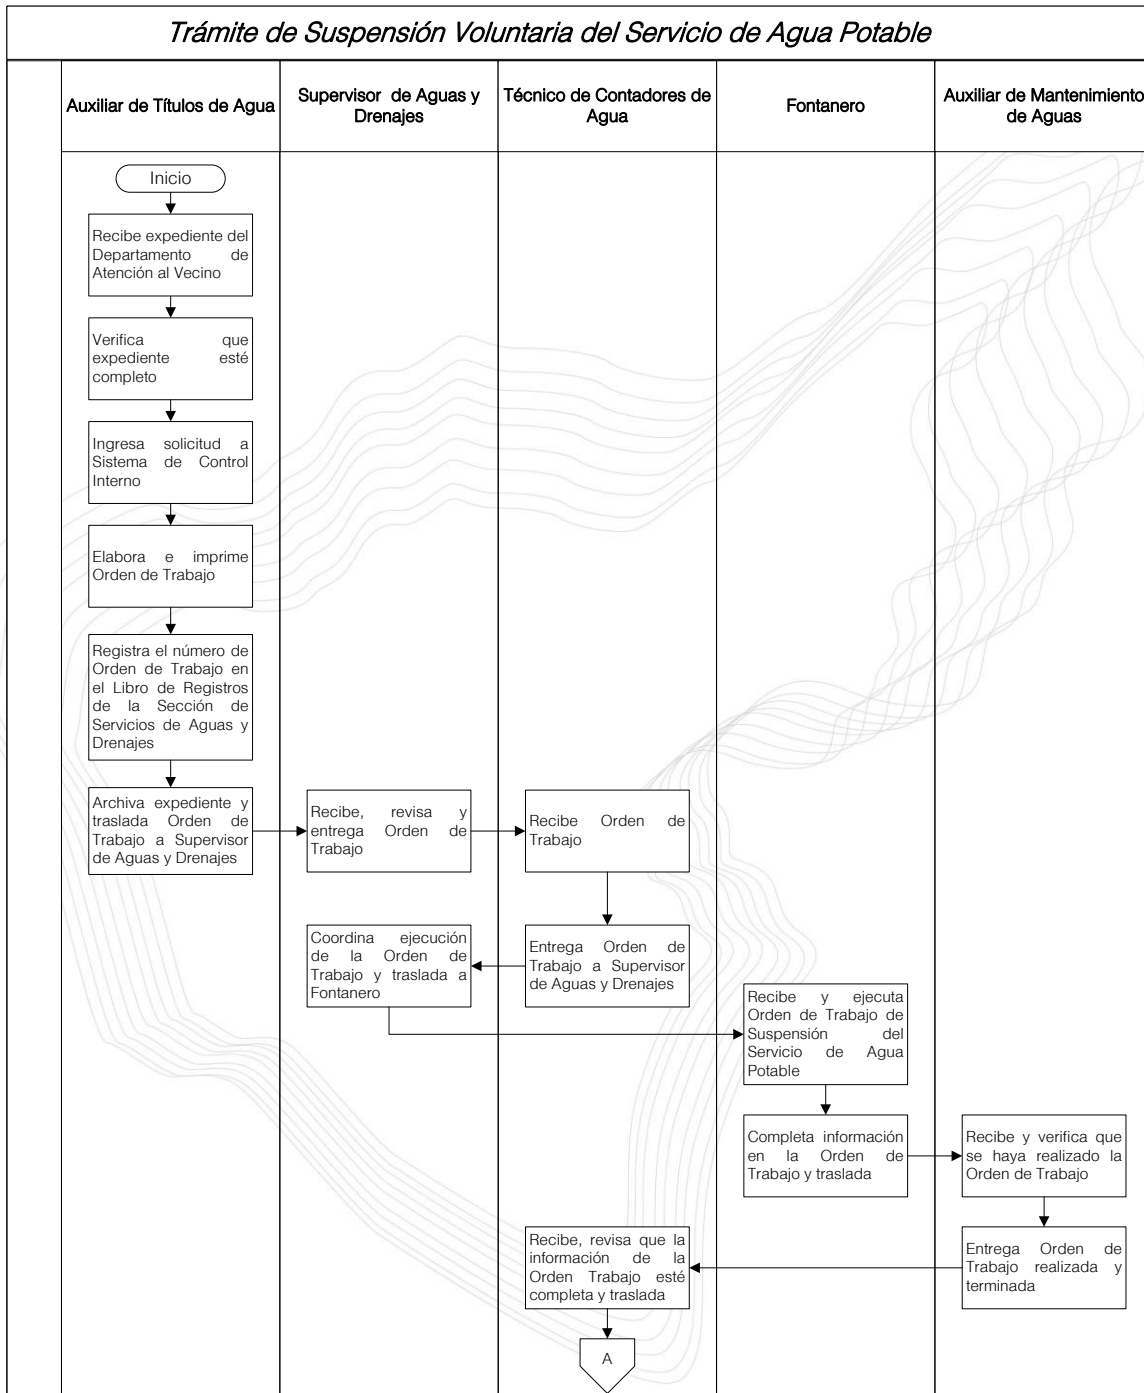 Trámite de Suspensión Voluntaria del Servicio de Agua Potable
Auxiliar de Títulos de Agua
Supervisor de Aguas y
Drenajes
Técnico de Contadores de
Agua
Fontanero
Auxiliar de Mantenimiento
de Aguas
Inicio
Recibe expediente del
Departamento de
Atención al Vecino
Verifica que
expediente esté
completo
Ingresa solicitud a
Sistema de Control
Interno
Elabora e imprime
Orden de Trabajo
Registra el número de
Orden de Trabajo en
el Libro de Registros
de la Sección de
Servicios de Aguas y
Drenajes
Archiva expediente y
traslada Orden de
Trabajo a Supervisor
de Aguas y Drenajes
Recibe, revisa y
entrega Orden de
Trabajo
Recibe Orden de
Trabajo
Entrega Orden de
Trabajo a Supervisor
de Aguas y Drenajes
Coordina ejecución
de la Orden de
Trabajo y traslada a
Fontanero
Recibe y ejecuta
Orden de Trabajo de
Suspensión del
Servicio de Agua
Potable
Completa información
en la Orden de
Trabajo y traslada
Recibe y verifica que
se haya realizado la
Orden de Trabajo
Entrega Orden de
Trabajo realizada y
terminada
Recibe, revisa que la
información de la
Orden Trabajo esté
completa y traslada
A